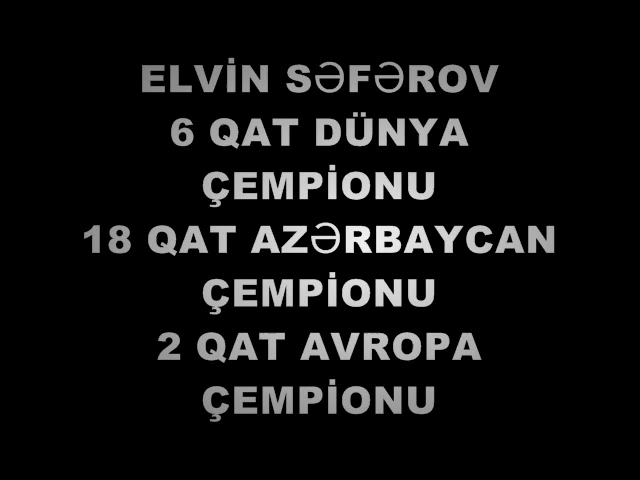 ELVİN SƏFƏROV
6 QAT DÜNYA
ÇEMPİONU
18 QAT AZƏRBAYCAN
ÇEMPİONU
2 QAT AVROPA
ÇEMPİONU